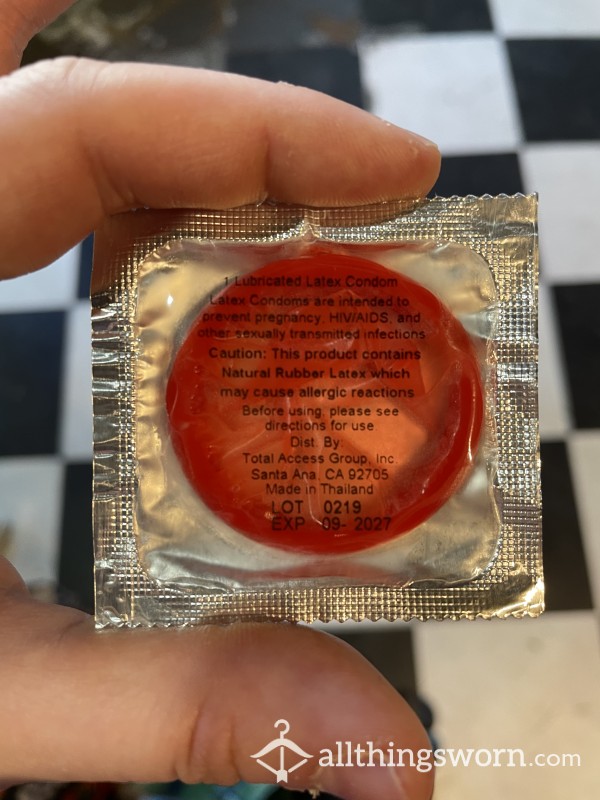 1 Lubricated Latex Condom
Latex Condoms are intended to
prevent pregnancy, HIV/AIDS, and
other sexually transmitted infections
Caution: This product contains
Natural Rubber Latex which
may cause allergic reactions
Before using, please see
directions for use
Dist. By:
Total Access Group, Inc.
Santa Ana, CA 92705
Made in Thailand
LOT 0219
EXP 09- 2027
allthingsworn.com